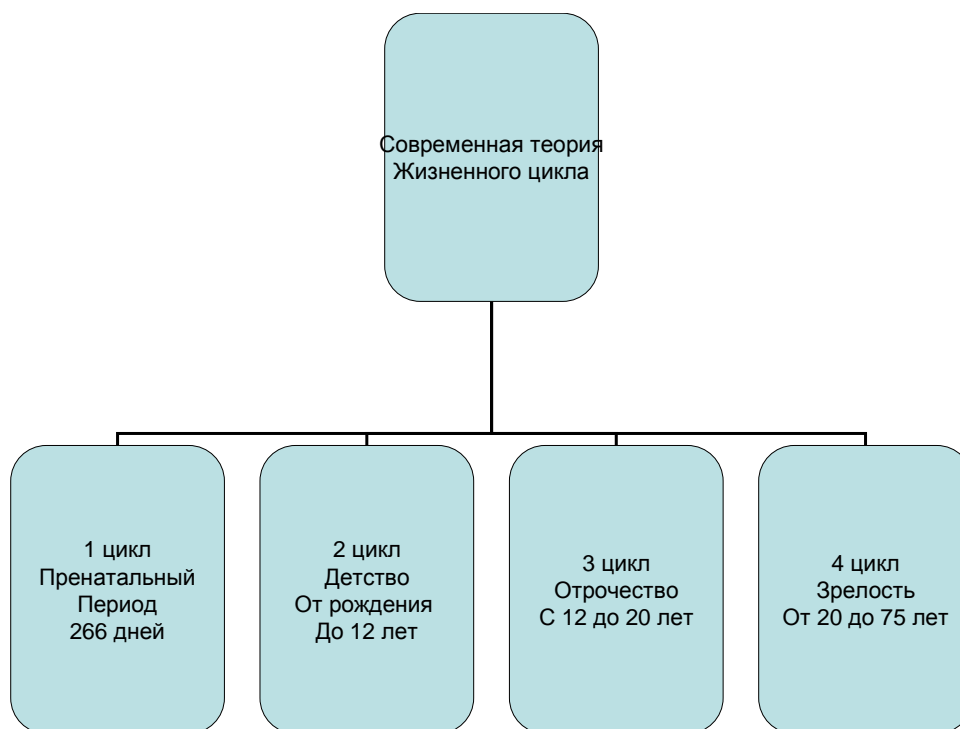 Современная теория
Жизненного цикла
1 цикл
Пренатальный
Период
266 дней
2 цикл
Детство
От рождения
До 12 лет
3 цикл
Отрочество
С 12 до 20 лет
4 цикл
Зрелость
От 20 до 75 лет